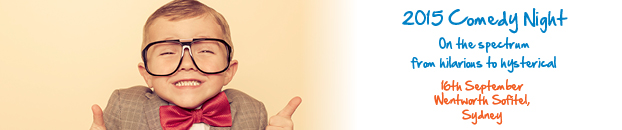 2015 Comedy Night
On the spectrum
from hilarious to hysterical
16th September
Wentworth Sofitel,
Sydney